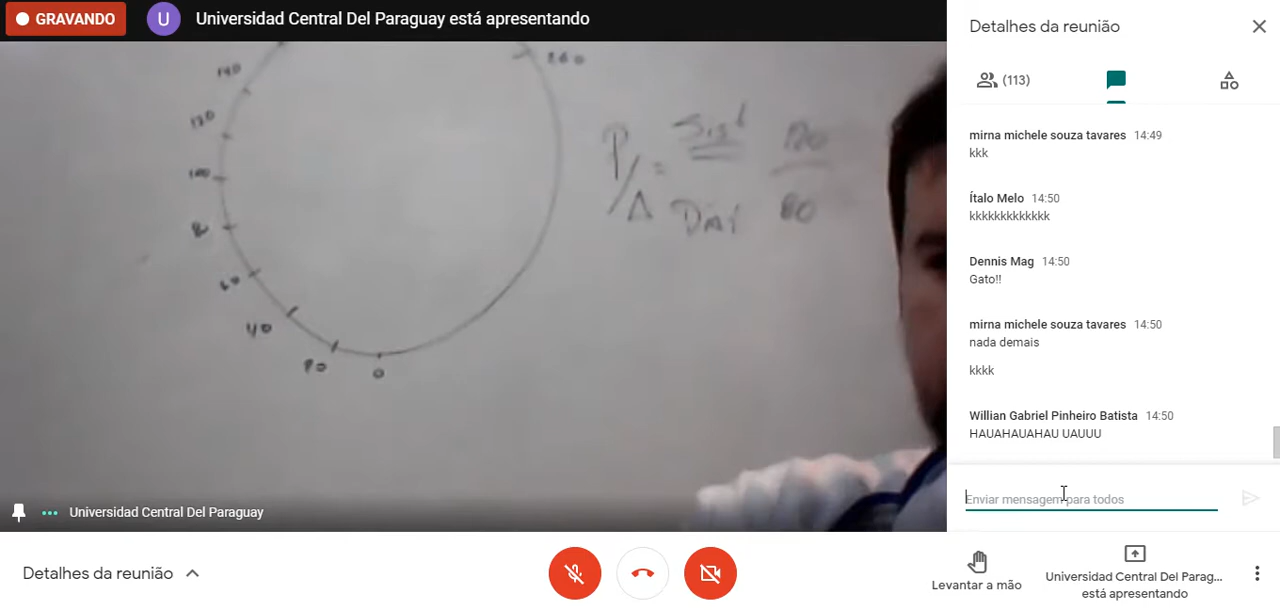 GRAVANDO
U
Universidad Central Del Paraguay está apresentando
260
140
120
100
80
60
40
20
0
P/A = Sist 120
Dias 80
Universidad Central Del Paraguay
Detalhes da reunião
(113)
mirna michele souza tavares 14:49
kkk
Ítalo Melo 14:50
kkkkkkkkkkkkk
Dennis Mag 14:50
Gato!!
mirna michele souza tavares 14:50
nada demais
kkkk
Willian Gabriel Pinheiro Batista 14:50
HAUAHAUAHAU UAUUU
Enviar mensagem para todos
Detalhes da reunião
Levantar a mão
Universidad Central Del Parag...
está apresentando